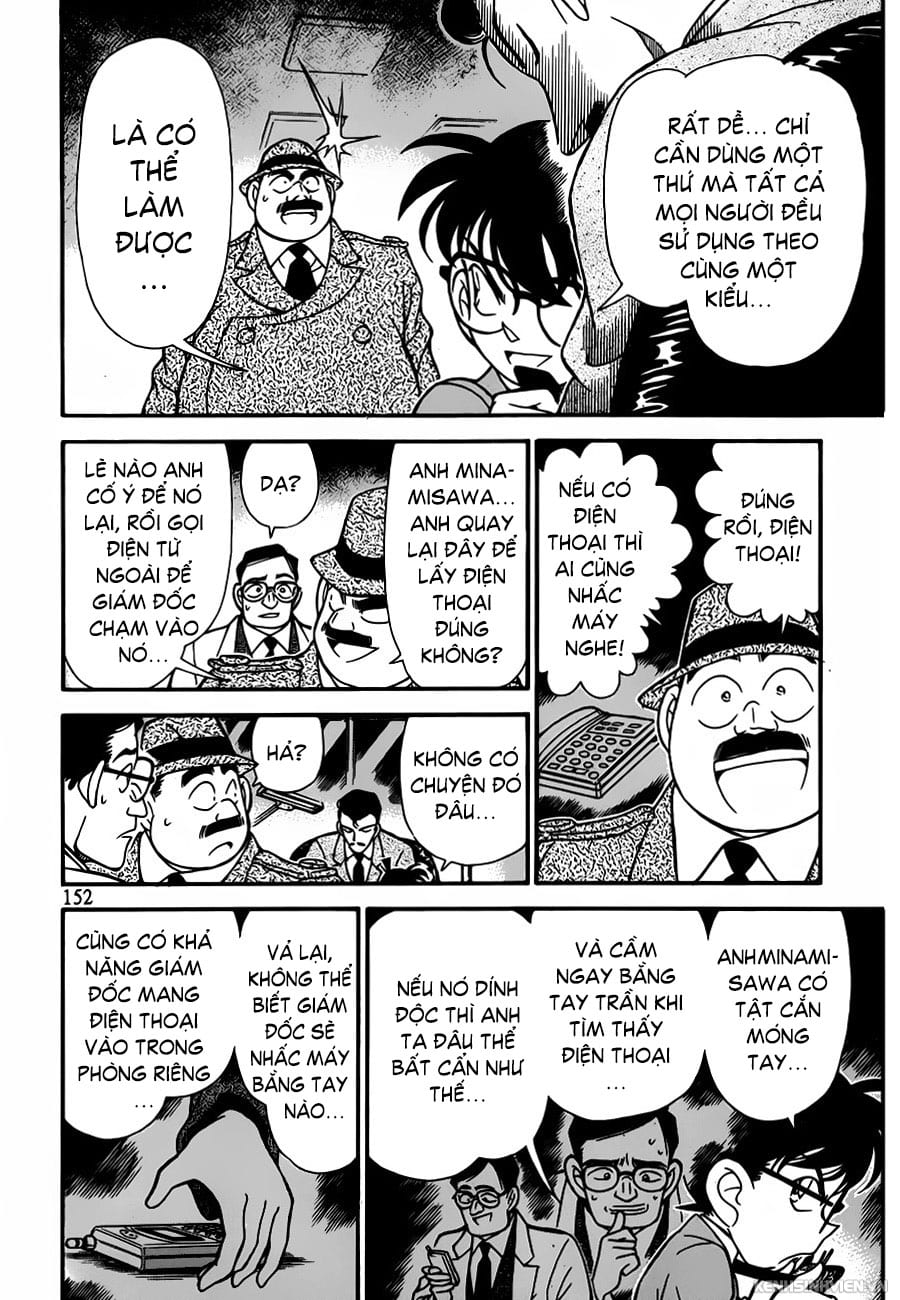 RẤT DỄ... CHỈ
CẦN DÙNG MỘT
THỨ MÀ TẤT CẢ
MỌI NGƯỜI ĐỀU
SỬ DỤNG THEO
CÙNG MỘT
KIỂU...
LÀ CÓ
THỂ
LÀM
ĐƯỢC
...
ĐÚNG
RỒI, ĐIỆN
THOẠI!
NẾU CÓ
ĐIỆN
THOẠI THÌ
AI CŨNG
NHẤC
MÁY
NGHE!
ANH MINA-
MISAWA...
ANH QUAY
LẠI ĐÂY ĐỂ
LẤY ĐIỆN
THOẠI
ĐÚNG
KHÔNG?
DẠ?
LẼ NÀO ANH
CỐ Ý ĐỂ NÓ
LẠI, RỒI GỌI
ĐIỆN TỪ
NGOÀI ĐỂ
GIÁM ĐỐC
CHẠM VÀO
NÓ...
KHÔNG CÓ
CHUYỆN ĐÓ
ĐÂU...
HẢ?
152
ANHMINAMI-
SAWA CÓ
TẬT CẮN
MÓNG
TAY...
VÀ CẦM
NGAY BẰNG
TAY TRẦN KHI
TÌM THẤY
ĐIỆN THOẠI
...
NẾU NÓ DÍNH
ĐỘC THÌ ANH
TA ĐÂU THỂ
BẤT CẨN NHƯ
THẾ...
VẢ LẠI,
KHÔNG THỂ
BIẾT GIÁM
ĐỐC SẼ
NHẤC MÁY
BẰNG TAY
NÀO...
CŨNG CÓ KHẢ
NĂNG GIÁM
ĐỐC MANG
ĐIỆN THOẠI
VÀO TRONG
PHÒNG RIÊNG
...
KENHSINHVIEN.VN